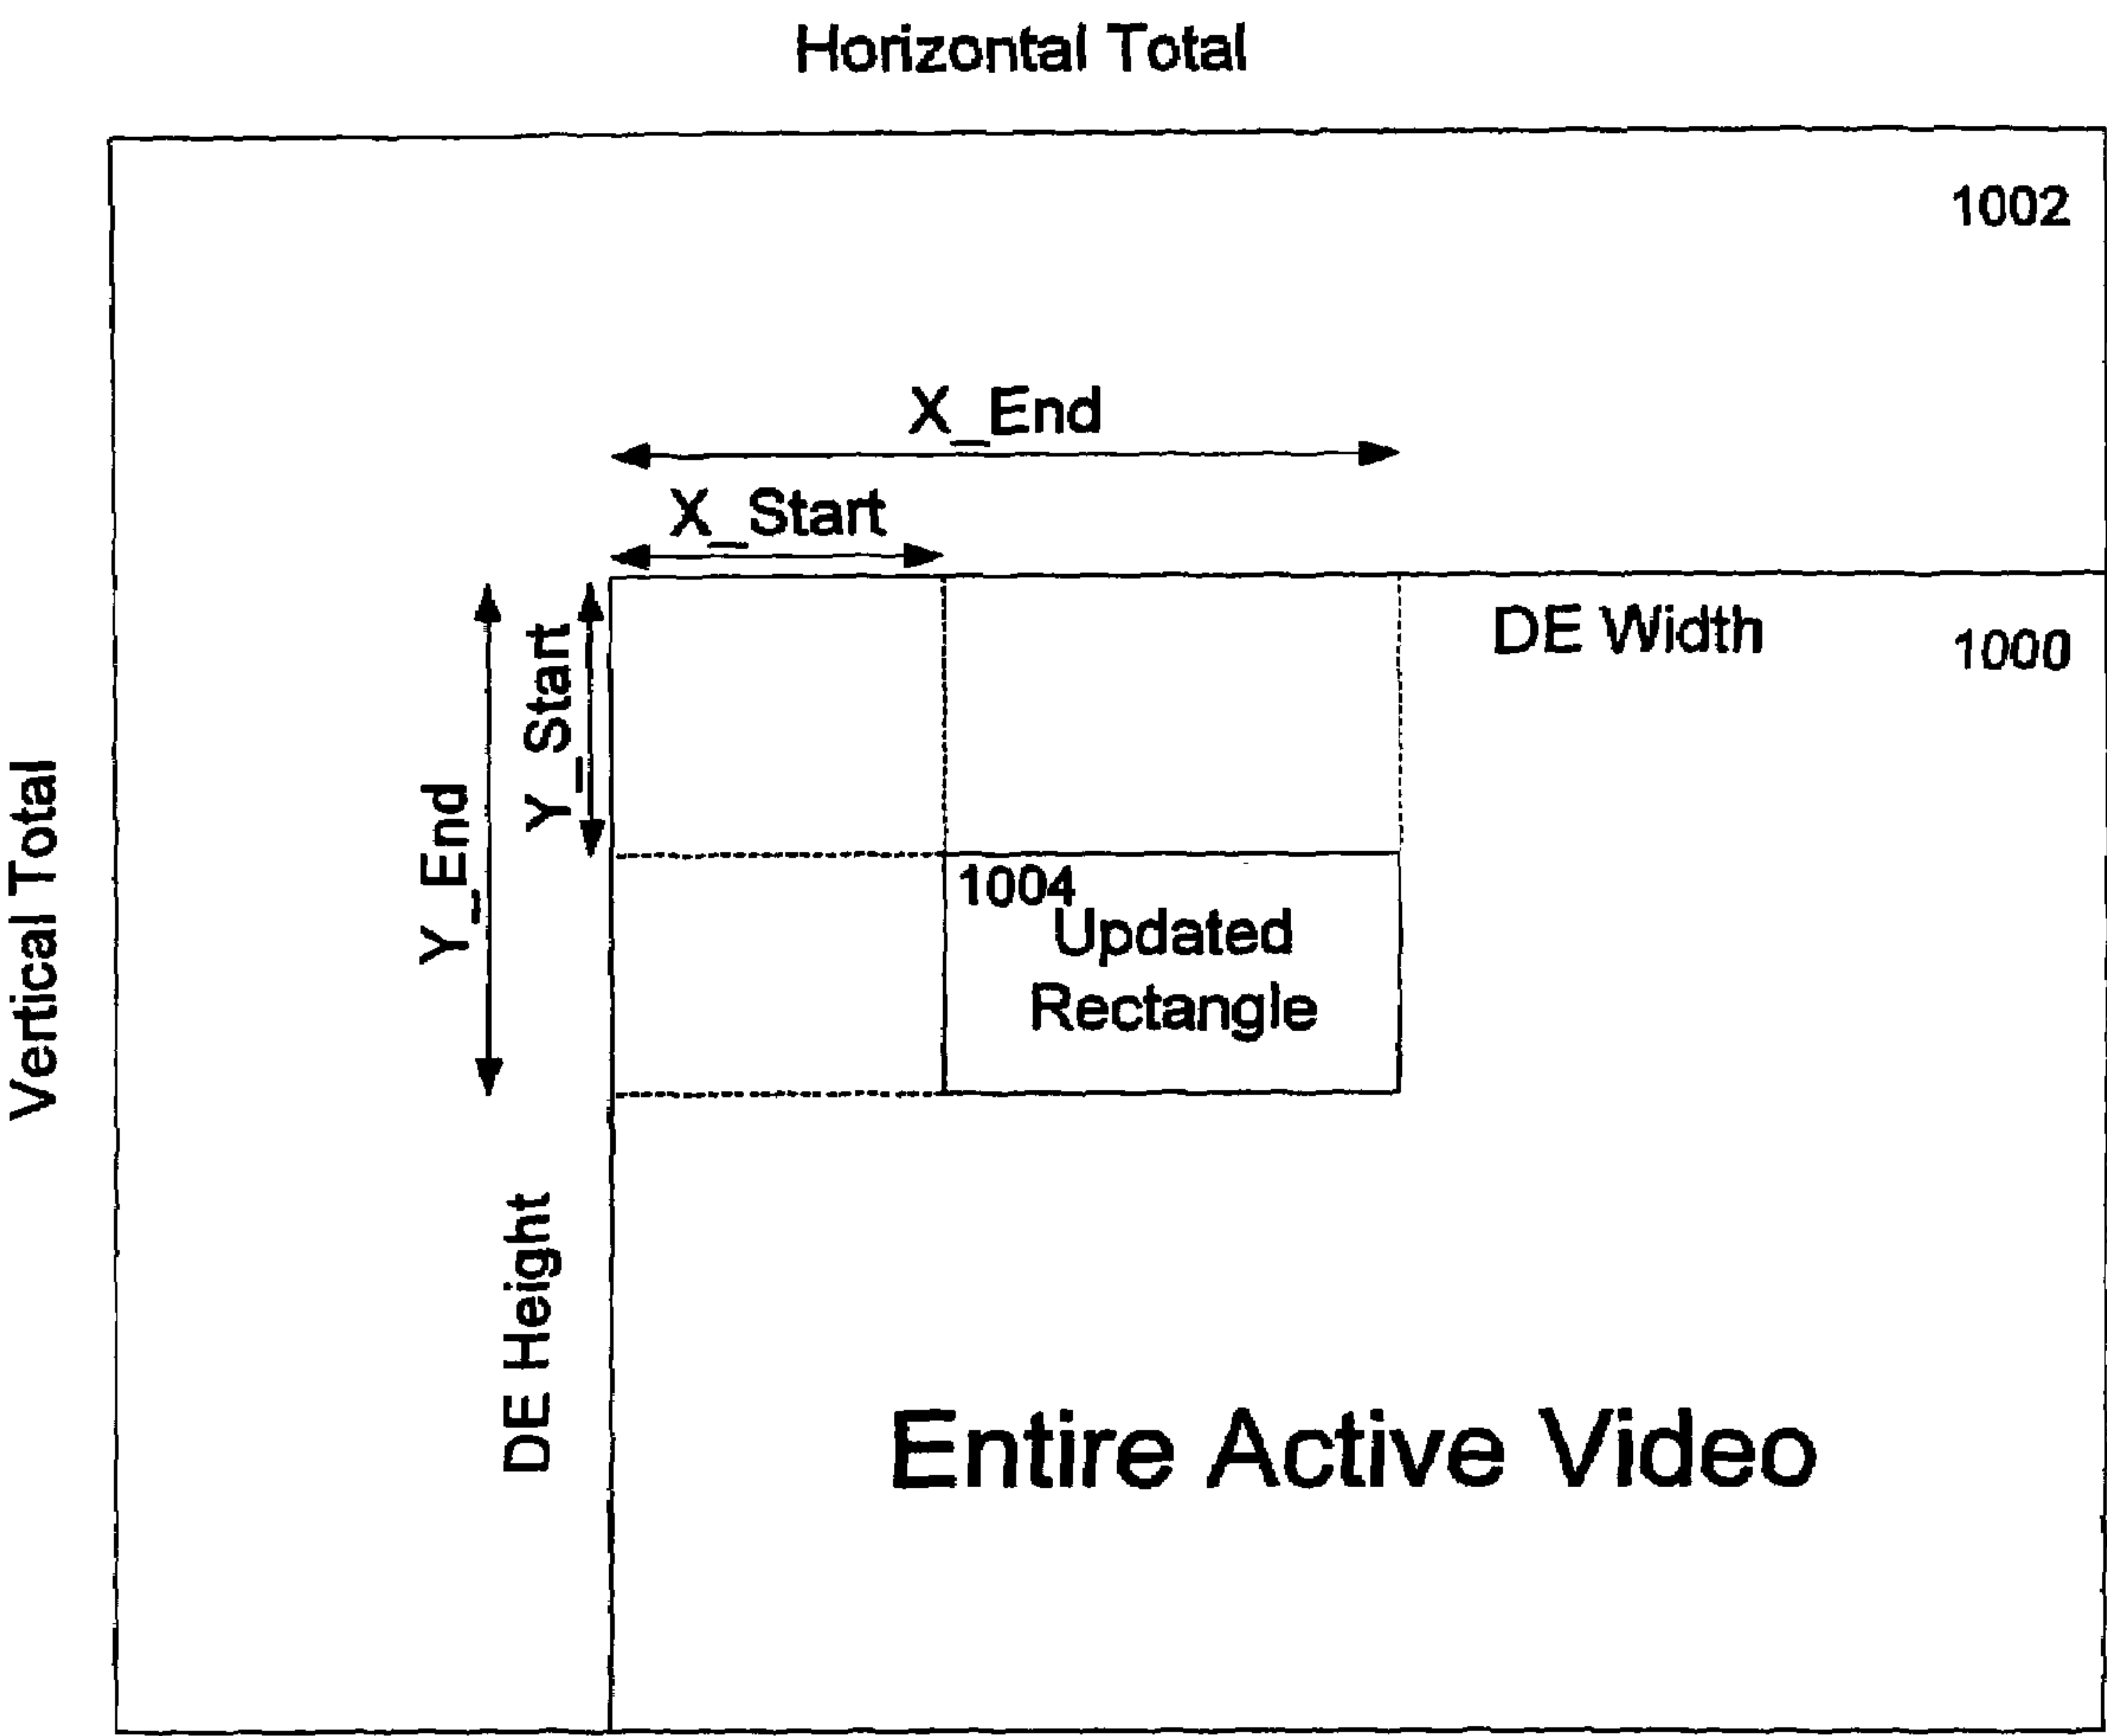 Horizontal Total
1002
X_End
X_Start
DE Width
1000
Y_Start
Y_End
Vertical Total
1004
Updated
Rectangle
DE Height
Entire Active Video